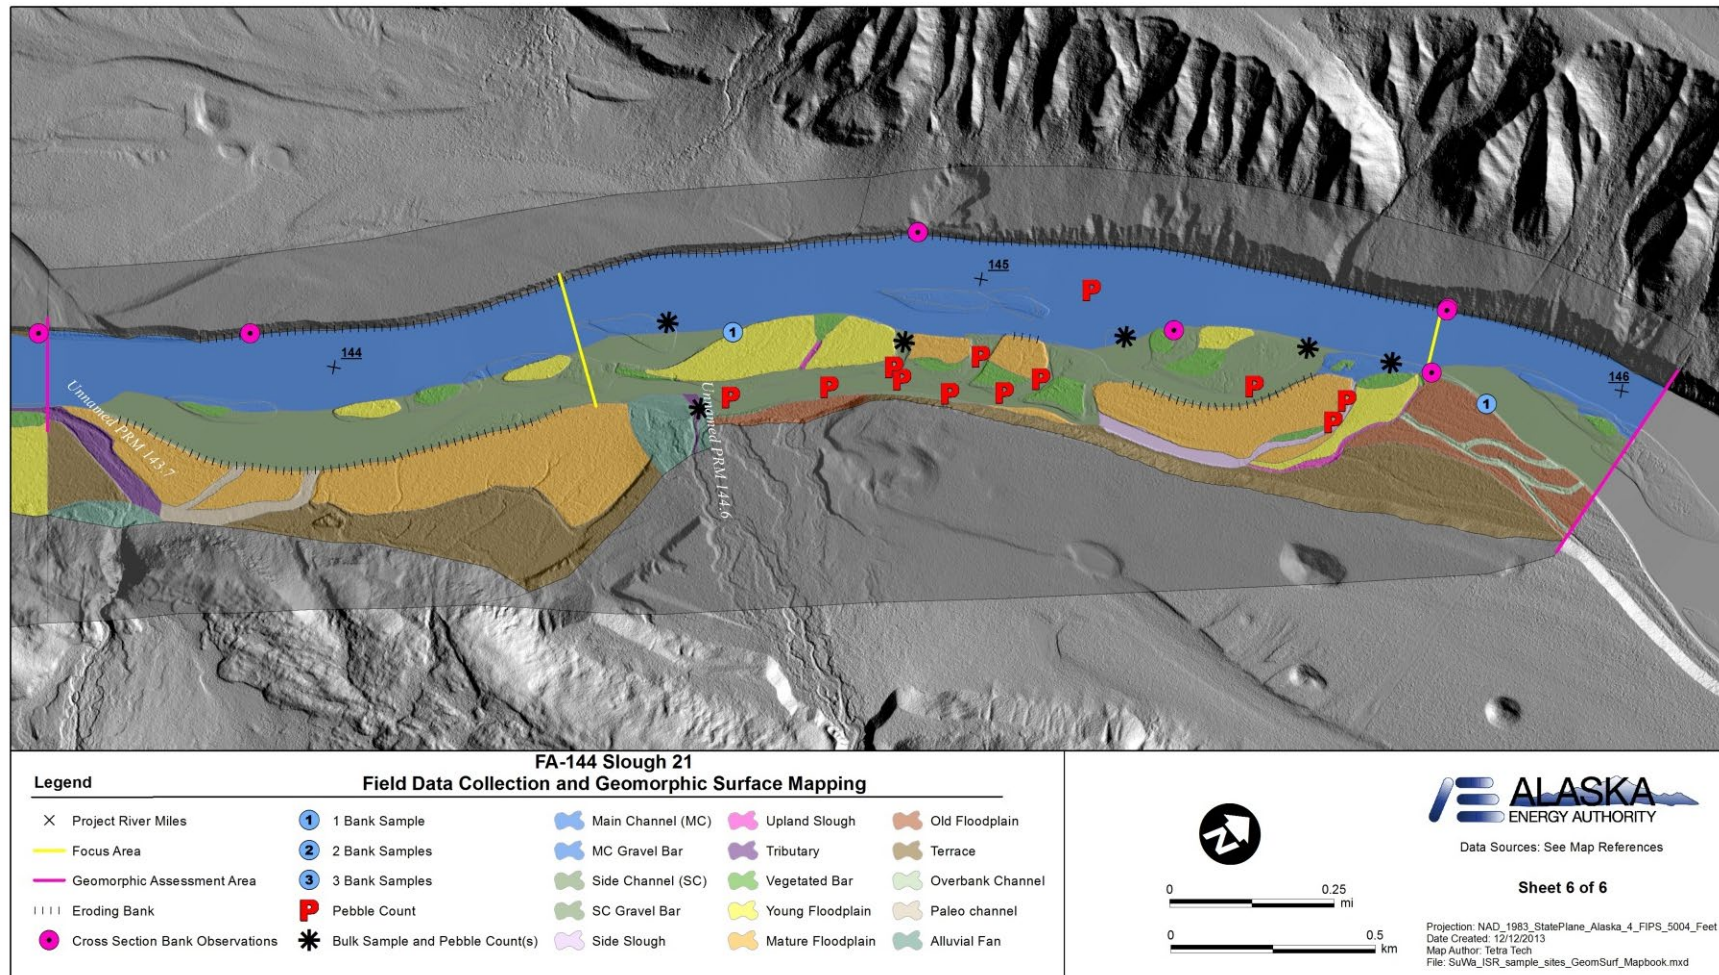 145
144
146
1
1
P
P
P
P
P
P
P
P
P
P
P
P
Unnamed PRM 143.7
Unnamed PRM 144.6
FA-144 Slough 21
Field Data Collection and Geomorphic Surface Mapping
Legend
Project River Miles
Focus Area
Geomorphic Assessment Area
Eroding Bank
Cross Section Bank Observations
1 1 Bank Sample
2 2 Bank Samples
3 3 Bank Samples
P Pebble Count
Bulk Sample and Pebble Count(s)
Main Channel (MC)
MC Gravel Bar
Side Channel (SC)
SC Gravel Bar
Side Slough
Upland Slough
Tributary
Vegetated Bar
Young Floodplain
Mature Floodplain
Old Floodplain
Terrace
Overbank Channel
Paleo channel
Alluvial Fan
N
0 0.25
mi
0 0.5
km
ALASKA
ENERGY AUTHORITY
Data Sources: See Map References
Sheet 6 of 6
Projection: NAD_1983_StatePlane_Alaska_4_FIPS_5004_Feet
Date Created: 12/12/2013
Map Author: Tetra Tech
File: SuWa_ISR_sample_sites_GeomSurf_Mapbook.mxd